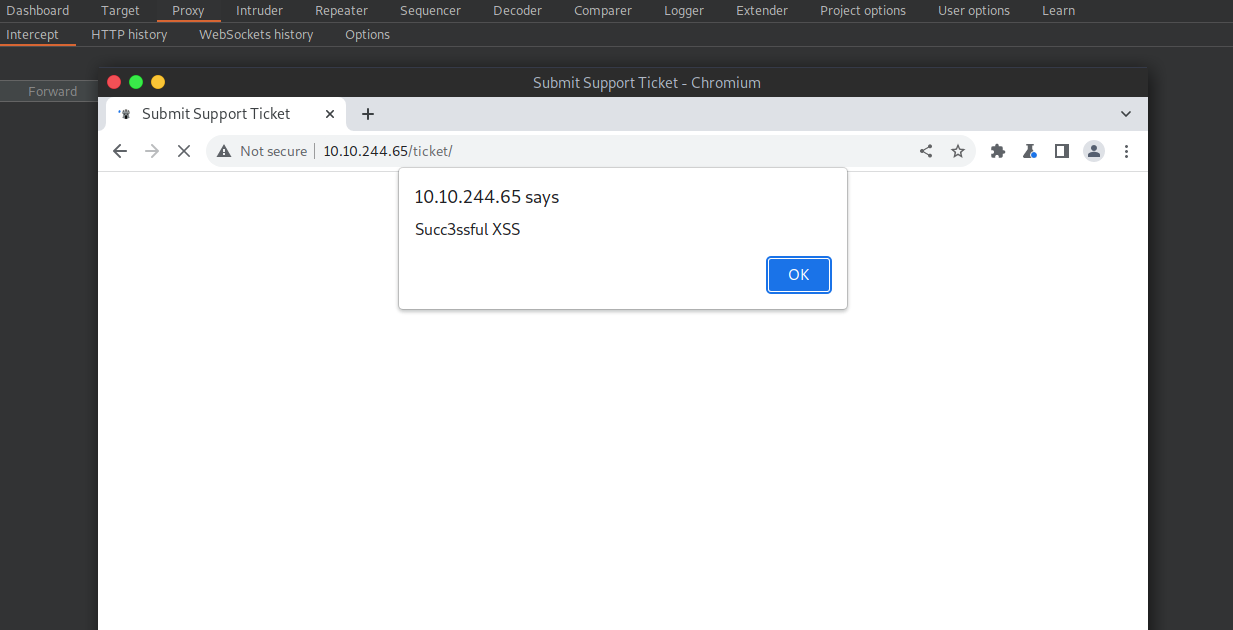 Dashboard Target Proxy Intruder Repeater Sequencer Decoder Comparer Logger Extender Project options User options Learn
Intercept HTTP history WebSockets history Options
Submit Support Ticket - Chromium
Forward
Submit Support Ticket
Not secure 10.10.244.65/ticket/
10.10.244.65 says
Succ3ssful XSS
OK